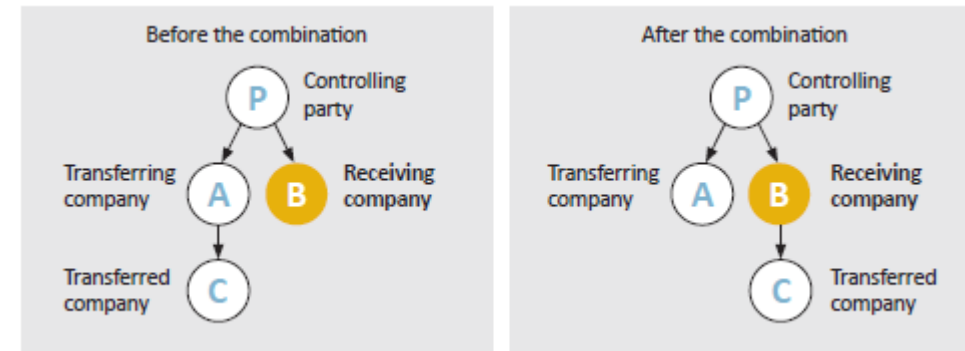 Before the combination
P
Controlling
party
Transferring
company
A
B
Receiving
company
Transferred
company
C
After the combination
P
Controlling
party
Transferring
company
A
B
Receiving
company
C
Transferred
company